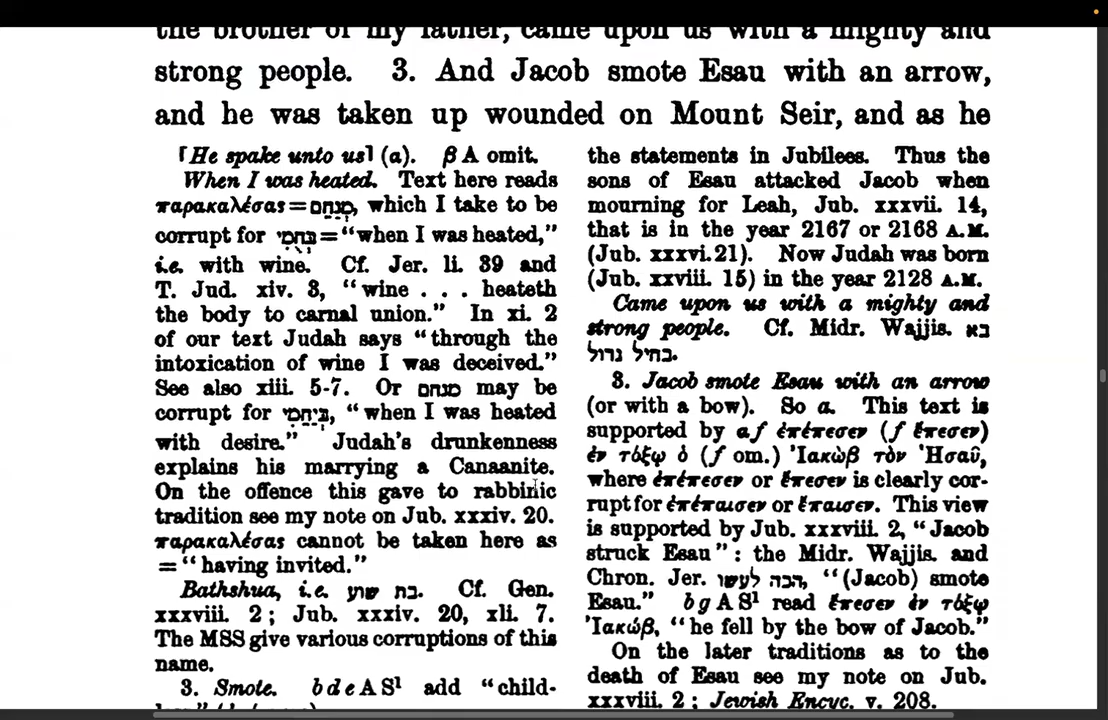 the brother of my father, came upon us with a mighty and
strong people. 3. And Jacob smote Esau with an arrow,
and he was taken up wounded on Mount Seir, and as he
⌈He spake unto us⌉ (a). β A omit.
When I was heated. Text here reads
παρακαλέσας = מְנַחֵם, which I take to be
corrupt for = "when I was heated,"
i.e. with wine. Cf. Jer. li. 39 and
T. Jud. xiv. 3, "wine . . . heateth
the body to carnal union." In xi. 2
of our text Judah says "through the
intoxication of wine I was deceived."
See also xiii. 5-7. Or מנחם may be
corrupt for "when I was heated
with desire." Judah's drunkenness
explains his marrying a Canaanite.
On the offence this gave to rabbinic
tradition see my note on Jub. xxxiv. 20.
παρακαλέσας cannot be taken here as
= "having invited."
Bathshua, i.e. בת שוע. Cf. Gen.
xxxviii. 2; Jub. xxxiv. 20, xli. 7.
The MSS give various corruptions of this
name.
3. Smote. b d e A S¹ add "child-
the statements in Jubilees. Thus the
sons of Esau attacked Jacob when
mourning for Leah, Jub. xxxvii. 14,
that is in the year 2167 or 2168 A.M.
(Jub. xxxvi. 21). Now Judah was born
(Jub. xxviii. 15) in the year 2128 A.M.
Came upon us with a mighty and
strong people. Cf. Midr. Wajjis. בא
בחיל גדול.
3. Jacob smote Esau with an arrow
(or with a bow). So a. This text is
supported by a f ἐπέπεσεν (f ἔπεσεν)
ἐν τόξῳ ὁ (f om.) Ἰακὼβ τὸν Ἡσαῦ,
where ἐπέπεσεν or ἔπεσεν is clearly cor-
rupt for ἐπέπαισεν or ἔπαισεν. This view
is supported by Jub. xxxviii. 2, "Jacob
struck Esau": the Midr. Wajjis. and
Chron. Jer. הכה לעשו, "(Jacob) smote
Esau." b g A S¹ read ἔπεσεν ἐν τόξῳ
Ἰακώβ, "he fell by the bow of Jacob."
On the later traditions as to the
death of Esau see my note on Jub.
xxxviii. 2; Jewish Encyc. v. 208.